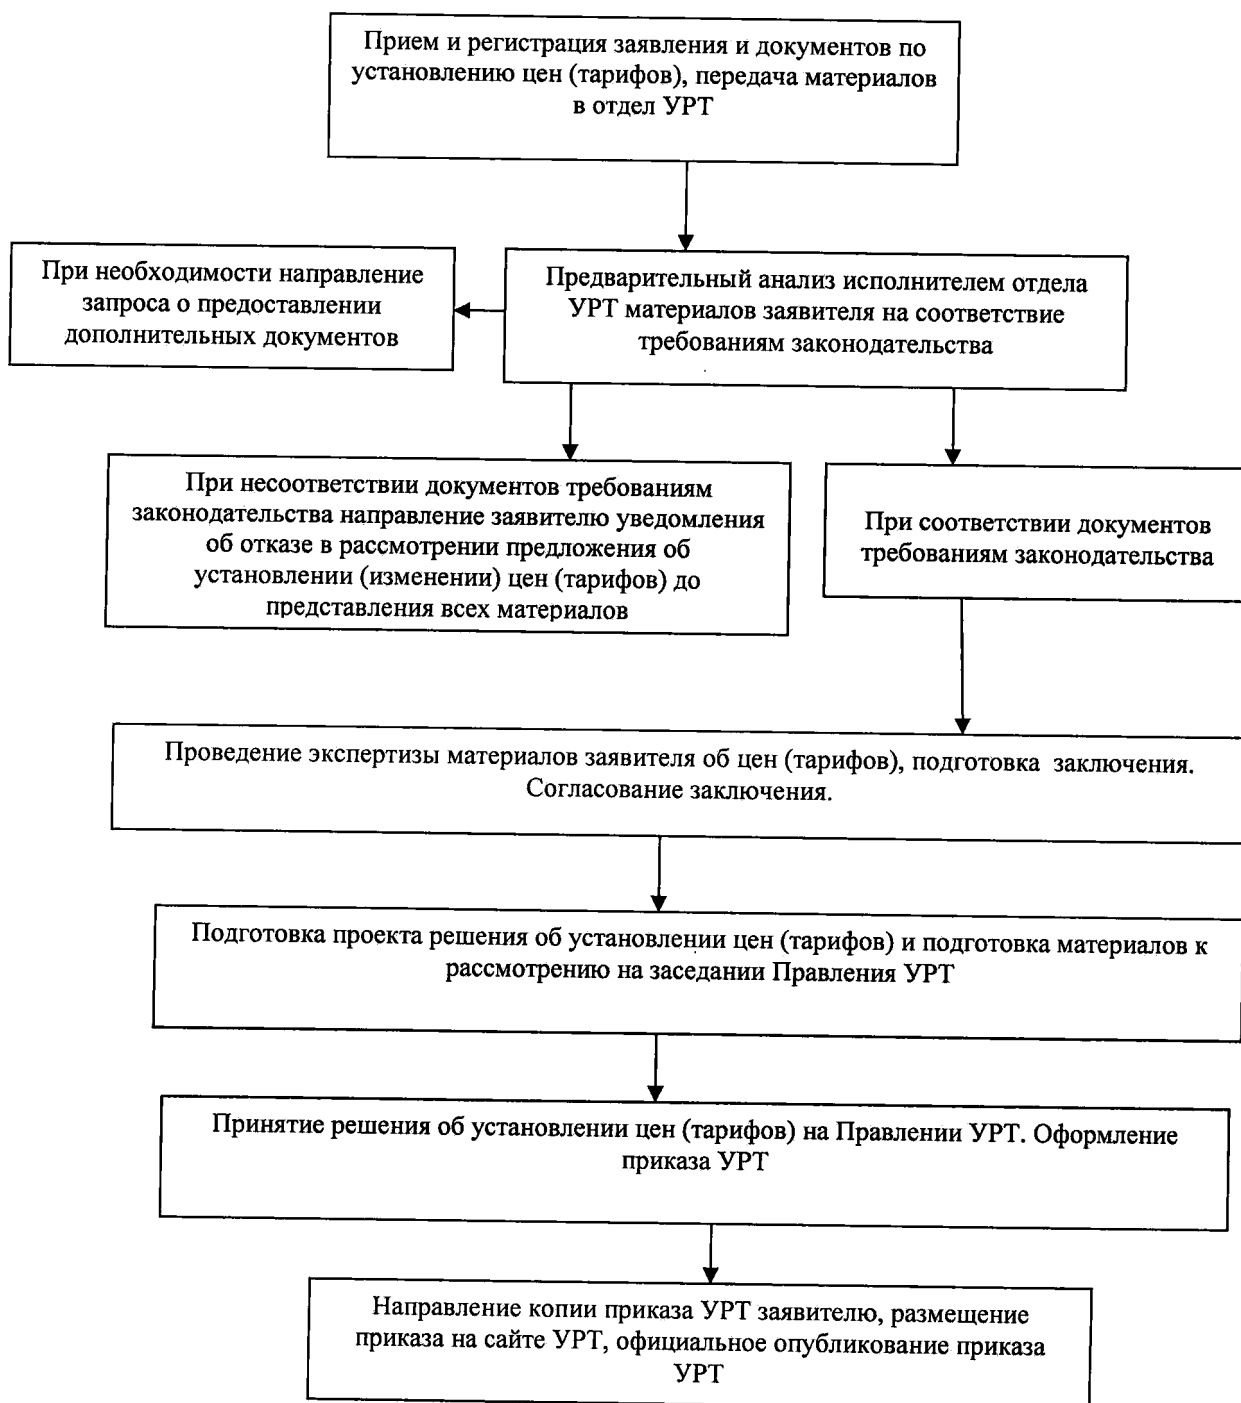 Прием и регистрация заявления и документов по
установлению цен (тарифов), передача материалов
в отдел УРТ
При необходимости направление
запроса о предоставлении
дополнительных документов
Предварительный анализ исполнителем отдела
УРТ материалов заявителя на соответствие
требованиям законодательства
При несоответствии документов требованиям
законодательства направление заявителю уведомления
об отказе в рассмотрении предложения об
установлении (изменении) цен (тарифов) до
представления всех материалов
При соответствии документов
требованиям законодательства
Проведение экспертизы материалов заявителя об цен (тарифов), подготовка заключения.
Согласование заключения.
Подготовка проекта решения об установлении цен (тарифов) и подготовка материалов к
рассмотрению на заседании Правления УРТ
Принятие решения об установлении цен (тарифов) на Правлении УРТ. Оформление
приказа УРТ
Направление копии приказа УРТ заявителю, размещение
приказа на сайте УРТ, официальное опубликование приказа
УРТ